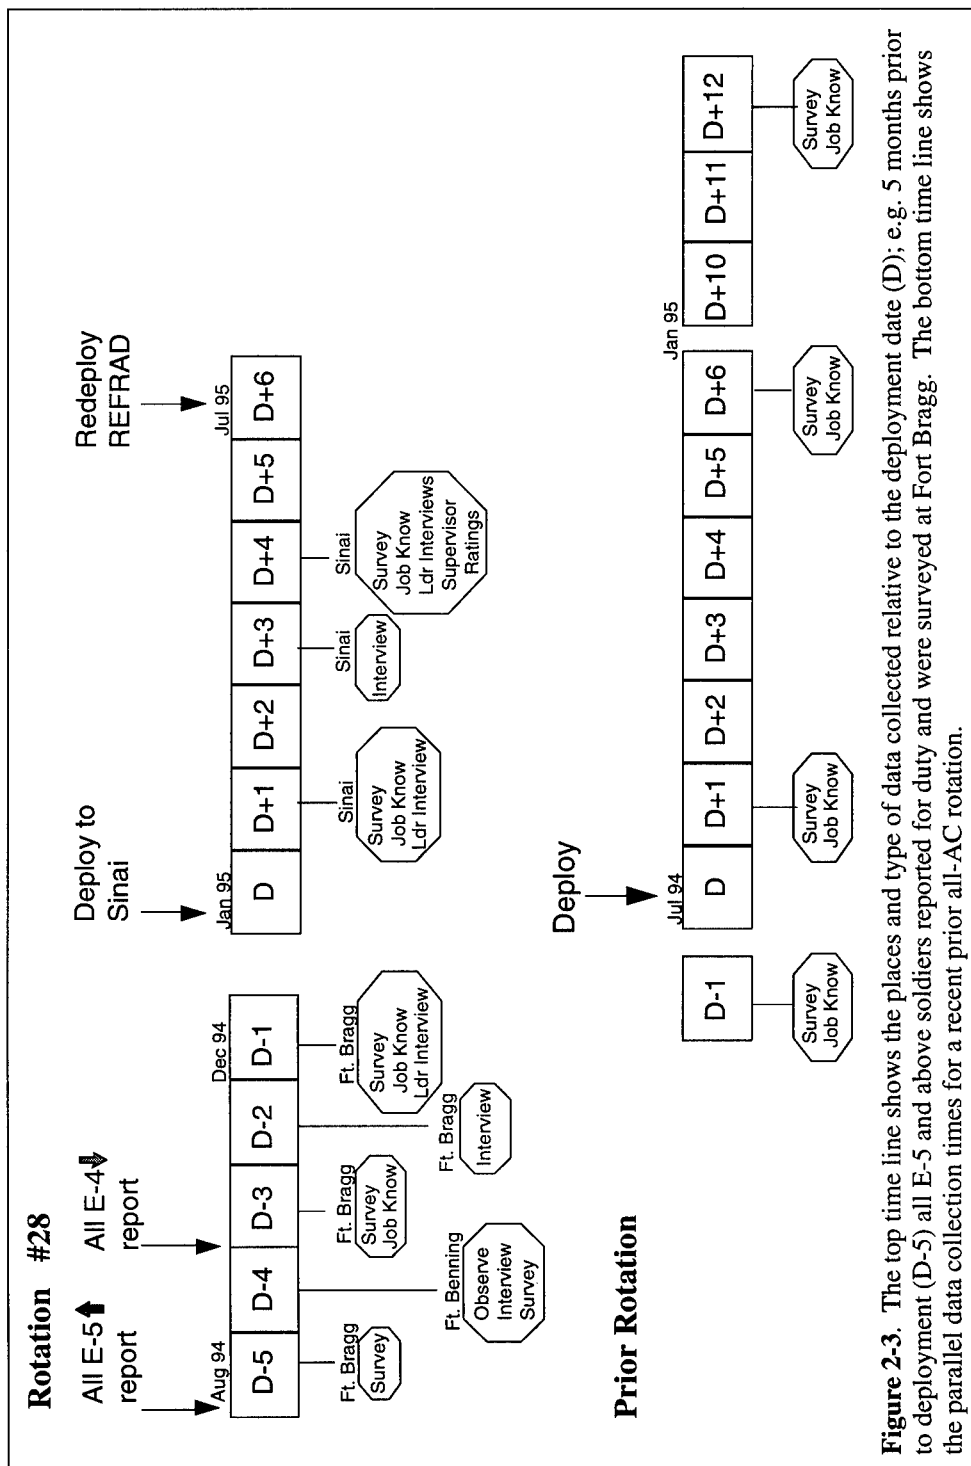 Rotation #28
All E-5
report
All E-4
report
Deploy to
Sinai
Redeploy
REFRAD
Aug 94
Dec 94
Jan 95
Jul 95
D-5
D-4
D-3
D-2
D-1
D
D+1
D+2
D+3
D+4
D+5
D+6
Ft. Bragg
Survey
Ft. Benning
Observe
Interview
Survey
Ft. Bragg
Survey
Job Know
Ft. Bragg
Interview
Ft. Bragg
Survey
Job Know
Ldr Interview
Sinai
Survey
Job Know
Ldr Interview
Sinai
Interview
Sinai
Survey
Job Know
Ldr Interviews
Supervisor
Ratings
Prior Rotation
Deploy
Jul 94
Jan 95
D-1
D
D+1
D+2
D+3
D+4
D+5
D+6
D+10
D+11
D+12
Survey
Job Know
Survey
Job Know
Survey
Job Know
Survey
Job Know
Figure 2-3. The top time line shows the places and type of data collected relative to the deployment date (D); e.g. 5 months prior
to deployment (D-5) all E-5 and above soldiers reported for duty and were surveyed at Fort Bragg. The bottom time line shows
the parallel data collection times for a recent prior all-AC rotation.